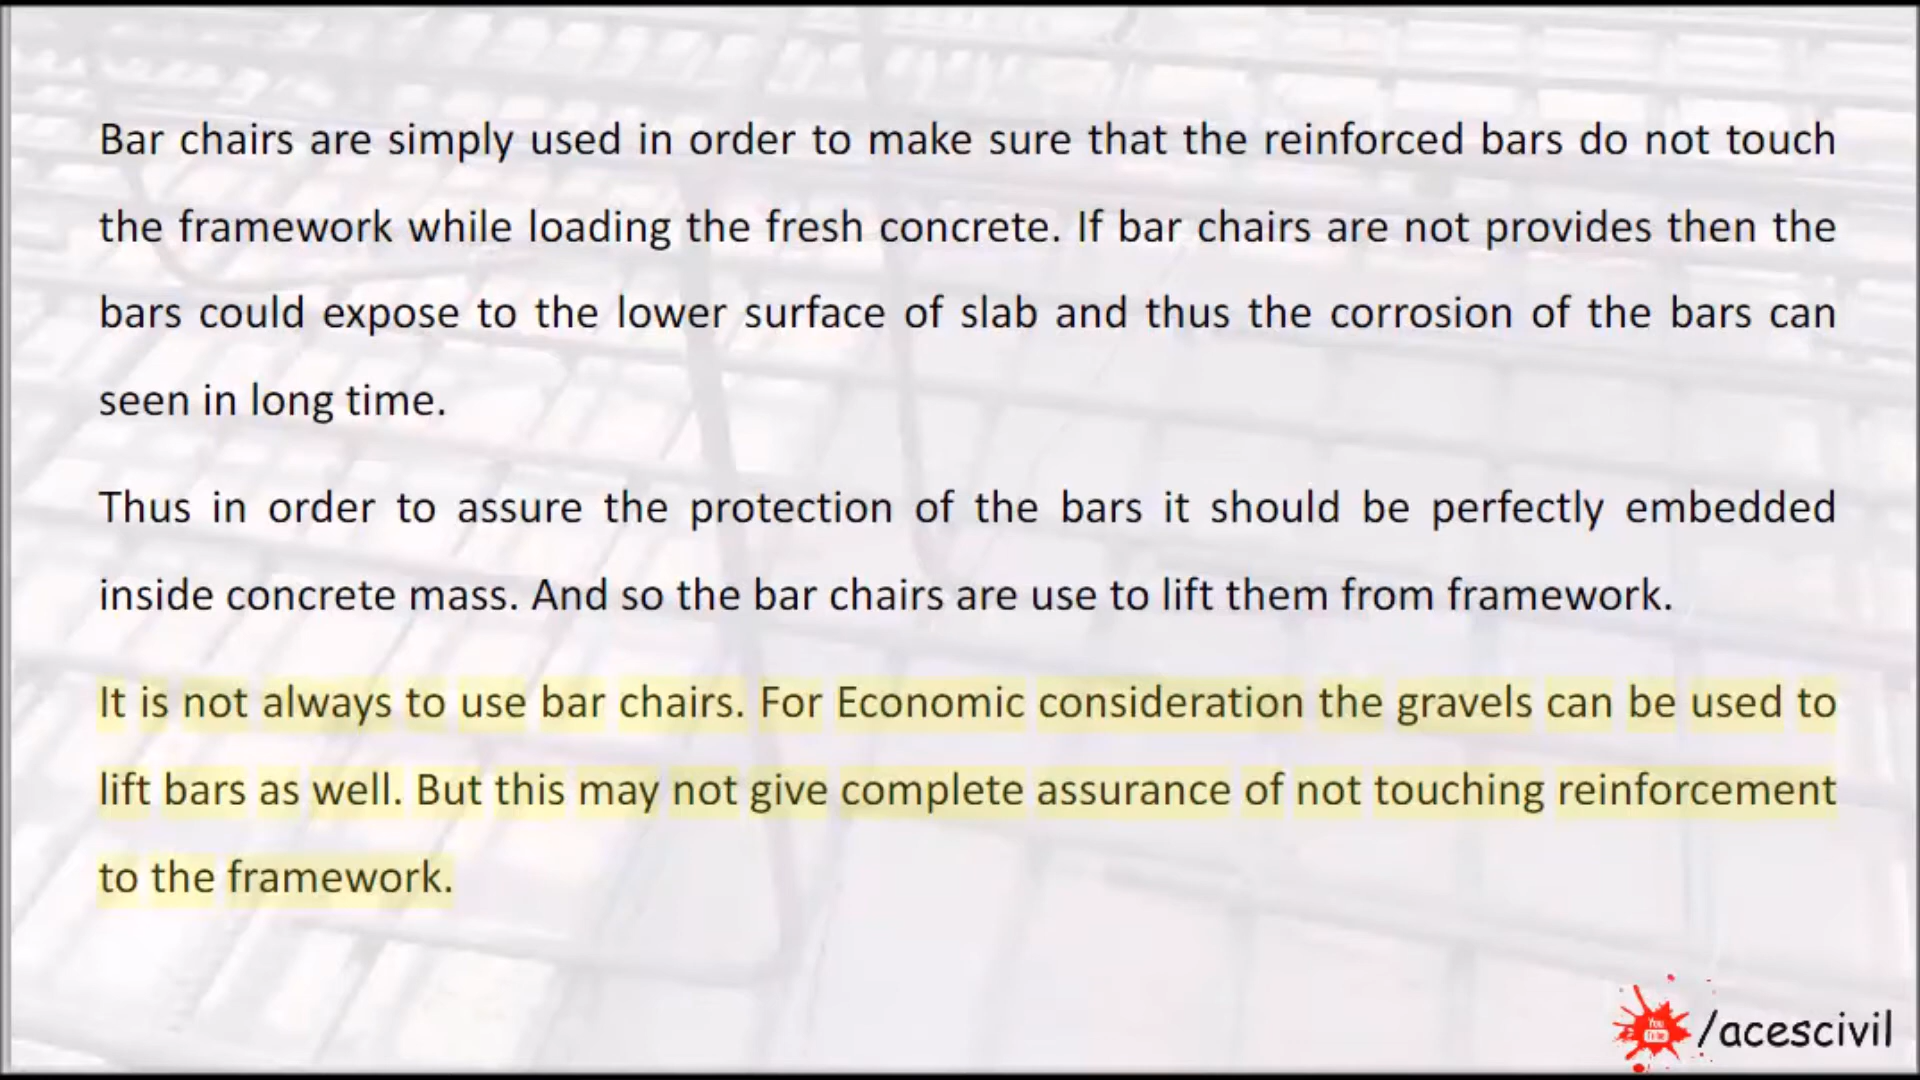 Bar chairs are simply used in order to make sure that the reinforced bars do not touch
the framework while loading the fresh concrete. If bar chairs are not provides then the
bars could expose to the lower surface of slab and thus the corrosion of the bars can
seen in long time.
Thus in order to assure the protection of the bars it should be perfectly embedded
inside concrete mass. And so the bar chairs are use to lift them from framework.
It is not always to use bar chairs. For Economic consideration the gravels can be used to
lift bars as well. But this may not give complete assurance of not touching reinforcement
to the framework.
You
Tube
/acescivil